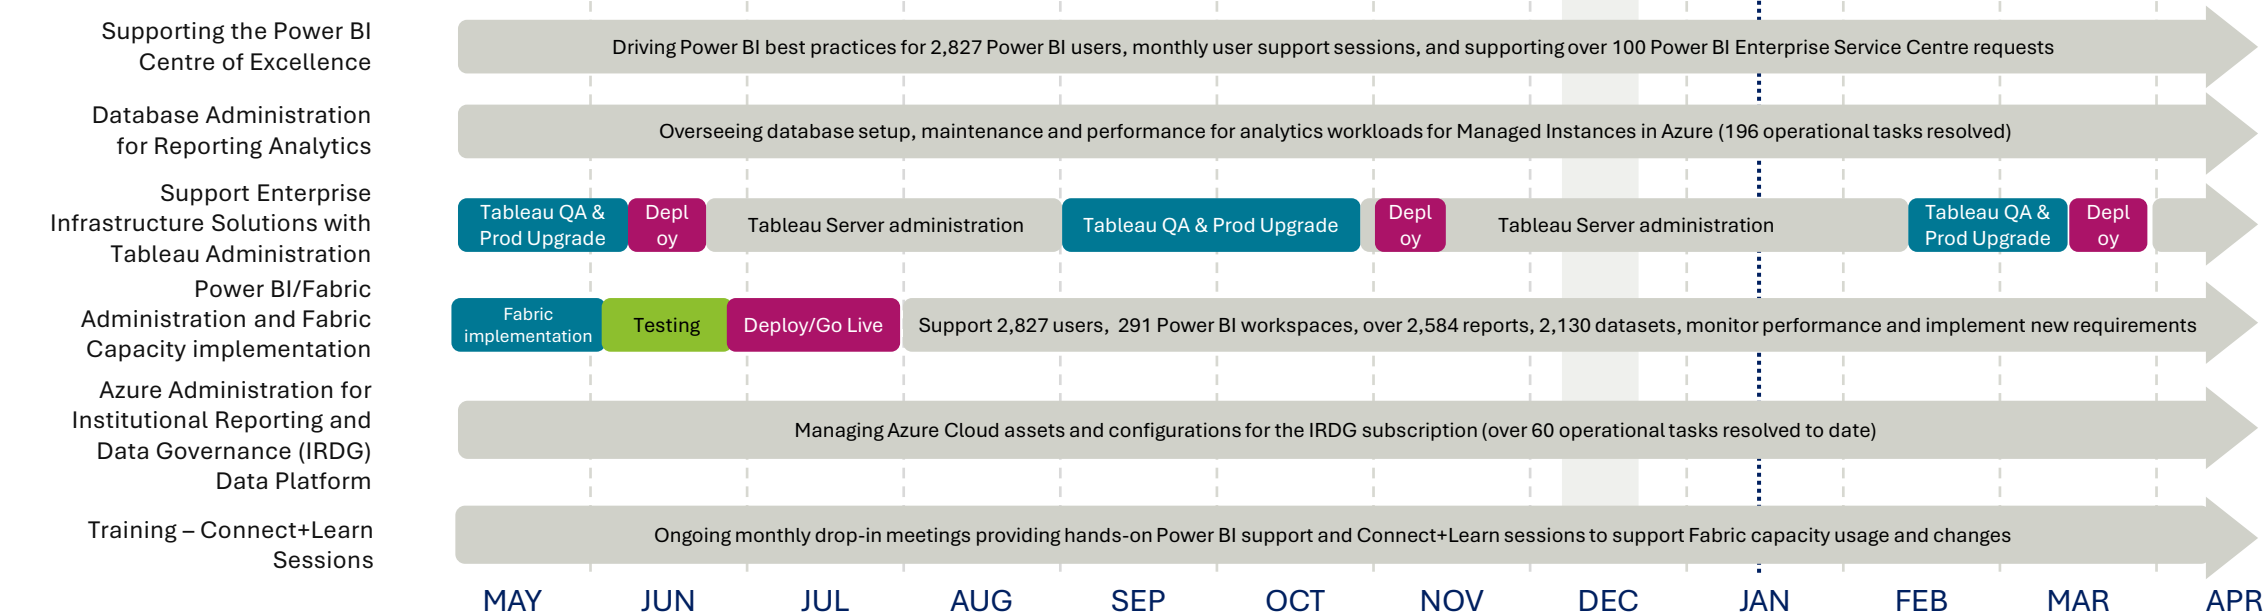 Supporting the Power BI
Centre of Excellence
Driving Power BI best practices for 2,827 Power BI users, monthly user support sessions, and supporting over 100 Power BI Enterprise Service Centre requests
Database Administration
for Reporting Analytics
Overseeing database setup, maintenance and performance for analytics workloads for Managed Instances in Azure (196 operational tasks resolved)
Support Enterprise
Infrastructure Solutions with
Tableau Administration
Tableau QA &
Prod Upgrade
Depl
oy
Tableau Server administration
Tableau QA & Prod Upgrade
Depl
oy
Tableau Server administration
Tableau QA &
Prod Upgrade
Depl
oy
Power BI/Fabric
Administration and Fabric
Capacity implementation
Fabric
implementation
Testing
Deploy/Go Live
Support 2,827 users, 291 Power BI workspaces, over 2,584 reports, 2,130 datasets, monitor performance and implement new requirements
Azure Administration for
Institutional Reporting and
Data Governance (IRDG)
Data Platform
Managing Azure Cloud assets and configurations for the IRDG subscription (over 60 operational tasks resolved to date)
Training – Connect+Learn
Sessions
Ongoing monthly drop-in meetings providing hands-on Power BI support and Connect+Learn sessions to support Fabric capacity usage and changes
MAY JUN JUL AUG SEP OCT NOV DEC JAN FEB MAR APR